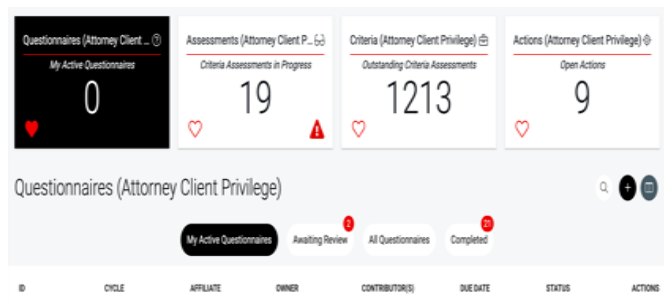 Questionnaires (Attorney Client ...
My Active Questionnaires
0
Assessments (Attorney Client P...
Criteria Assessments in Progress
19
Criteria (Attorney Client Privilege)
Outstanding Criteria Assessments
1213
Actions (Attorney Client Privilege)
Open Actions
9
Questionnaires (Attorney Client Privilege)
My Active Questionnaires
Awaiting Review 2
All Questionnaires
Completed 21
ID CYCLE AFFILIATE OWNER CONTRIBUTOR(S) DUE DATE STATUS ACTIONS